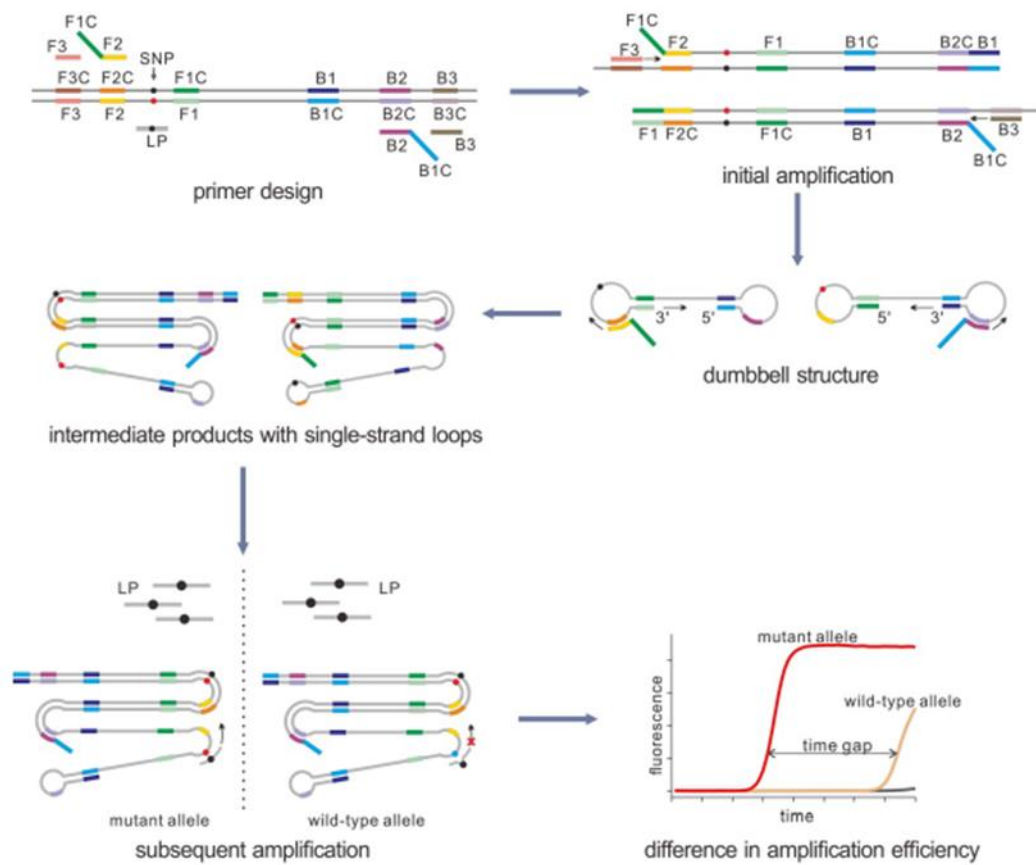 F1C
F3 F2
SNP
F3C F2C F1C B1 B2 B3
F3 F2 F1 B1C B2C B3C
LP
B2 B3
B1C
primer design
F1C
F3 F2 F1 B1C B2C B1
F1 F2C F1C B1 B2 B3
B1C
initial amplification
3' 5' 5' 3'
dumbbell structure
intermediate products with single-strand loops
LP LP
mutant allele wild-type allele
subsequent amplification
mutant allele
wild-type allele
time gap
fluorescence
time
difference in amplification efficiency